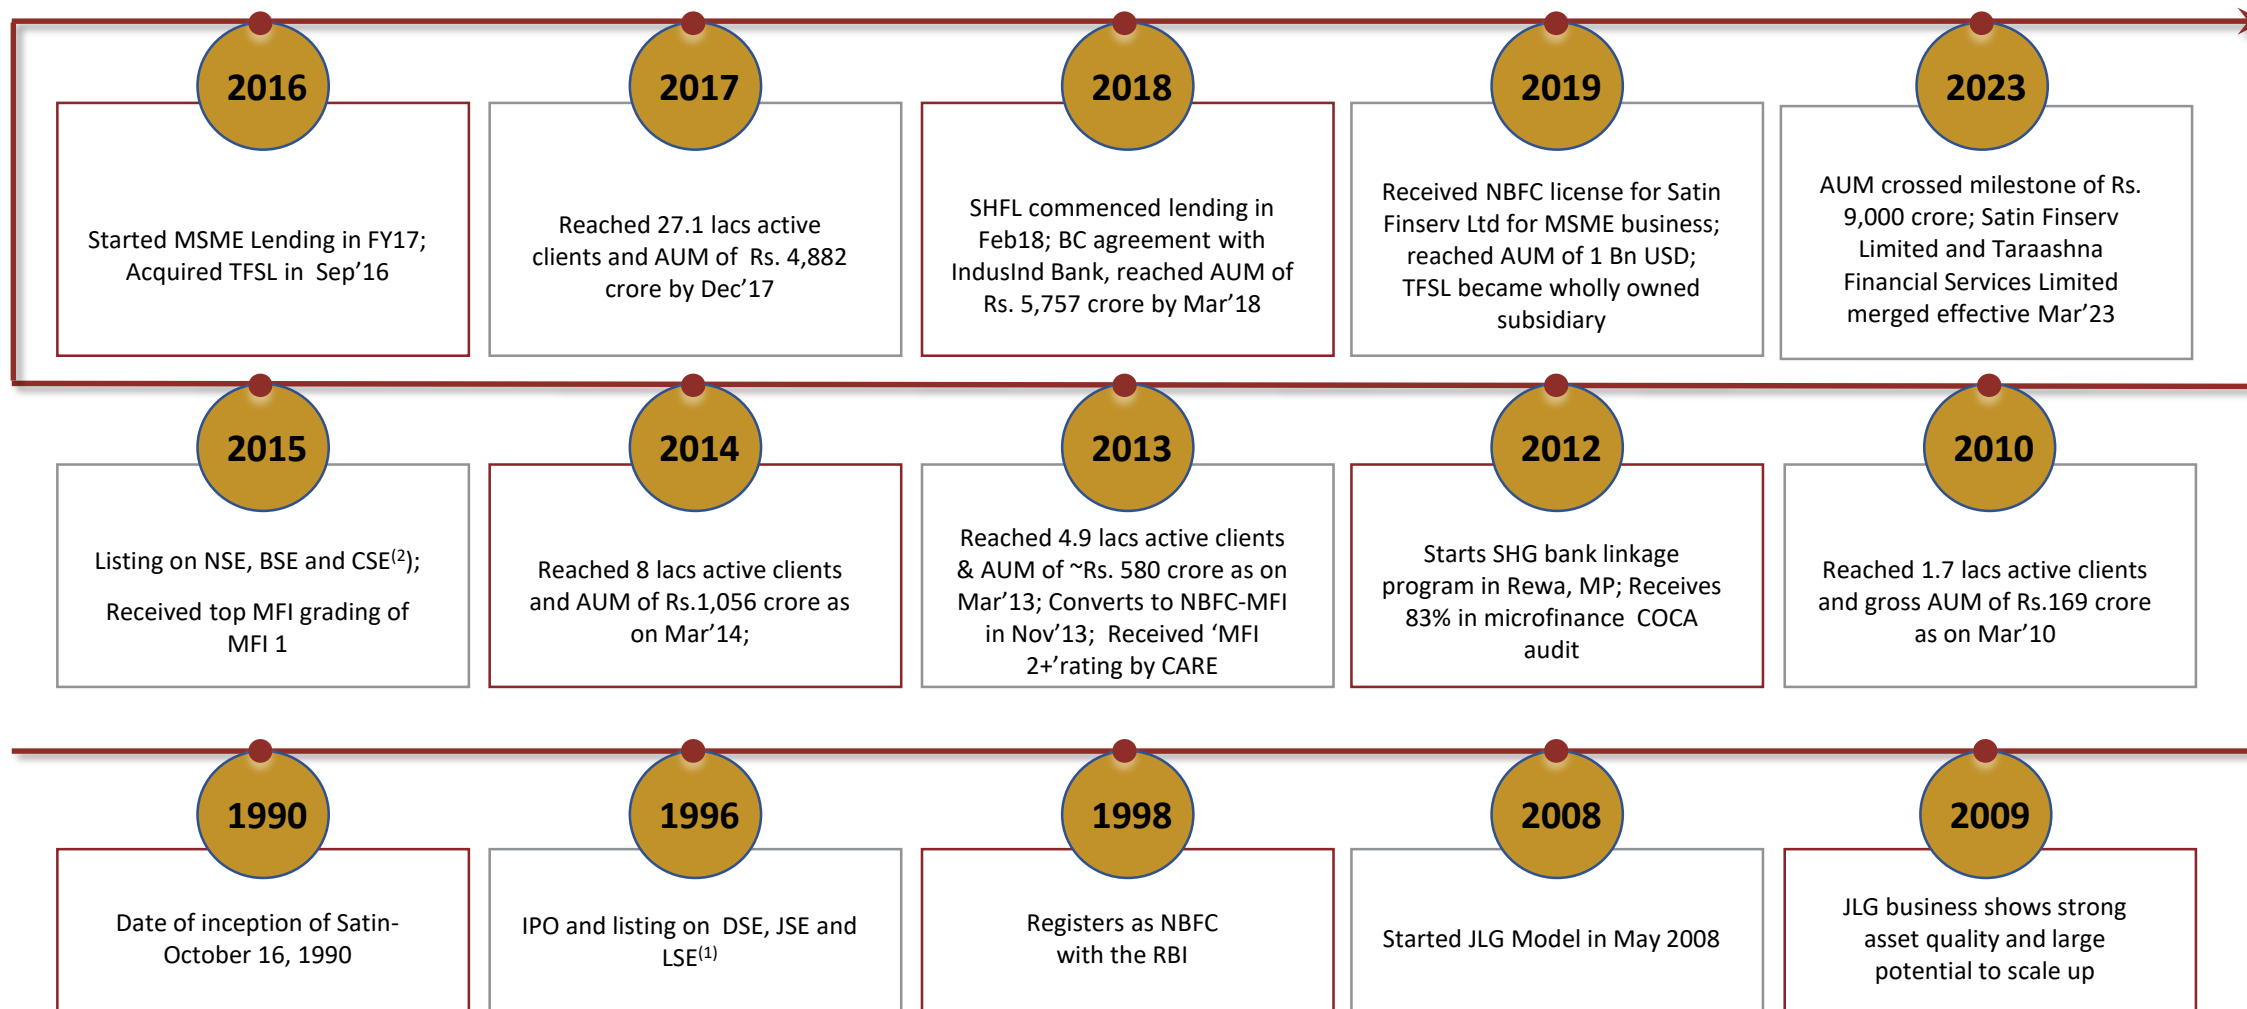 2016
Started MSME Lending in FY17;
Acquired TFSL in Sep’16
2017
Reached 27.1 lacs active
clients and AUM of Rs. 4,882
crore by Dec’17
2018
SHFL commenced lending in
Feb18; BC agreement with
IndusInd Bank, reached AUM of
Rs. 5,757 crore by Mar’18
2019
Received NBFC license for Satin
Finserv Ltd for MSME business;
reached AUM of 1 Bn USD;
TFSL became wholly owned
subsidiary
2023
AUM crossed milestone of Rs.
9,000 crore; Satin Finserv
Limited and Taraashna
Financial Services Limited
merged effective Mar’23
2015
Listing on NSE, BSE and CSE(2);
Received top MFI grading of
MFI 1
2014
Reached 8 lacs active clients
and AUM of Rs.1,056 crore as
on Mar’14;
2013
Reached 4.9 lacs active clients
& AUM of ~Rs. 580 crore as on
Mar’13; Converts to NBFC-MFI
in Nov’13; Received ‘MFI
2+’rating by CARE
2012
Starts SHG bank linkage
program in Rewa, MP; Receives
83% in microfinance COCA
audit
2010
Reached 1.7 lacs active clients
and gross AUM of Rs.169 crore
as on Mar’10
1990
Date of inception of Satin-
October 16, 1990
1996
IPO and listing on DSE, JSE and
LSE(1)
1998
Registers as NBFC
with the RBI
2008
Started JLG Model in May 2008
2009
JLG business shows strong
asset quality and large
potential to scale up